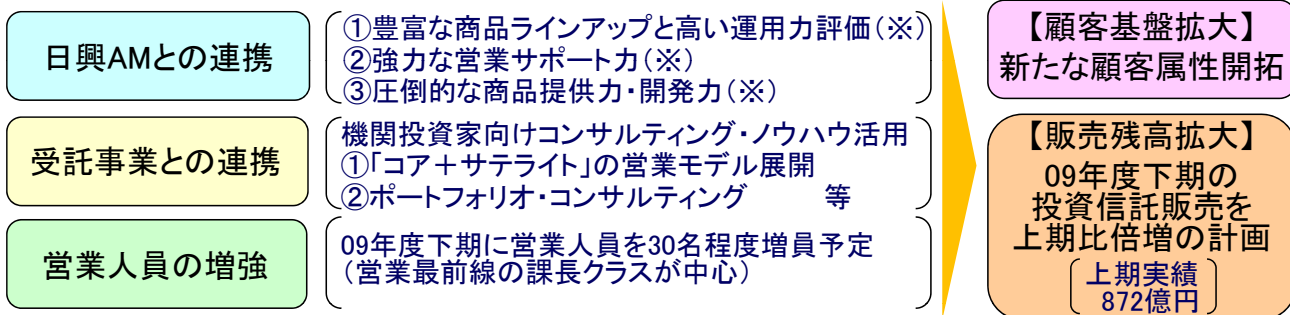 日興AMとの連携
①豊富な商品ラインアップと高い運用力評価(※)
②強力な営業サポート力(※)
③圧倒的な商品提供力・開発力(※)
受託事業との連携
機関投資家向けコンサルティング・ノウハウ活用
①「コア+サテライト」の営業モデル展開
②ポートフォリオ・コンサルティング 等
営業人員の増強
09年度下期に営業人員を30名程度増員予定
(営業最前線の課長クラスが中心)
【顧客基盤拡大】
新たな顧客属性開拓
【販売残高拡大】
09年度下期の
投資信託販売を
上期比倍増の計画
上期実績
872億円